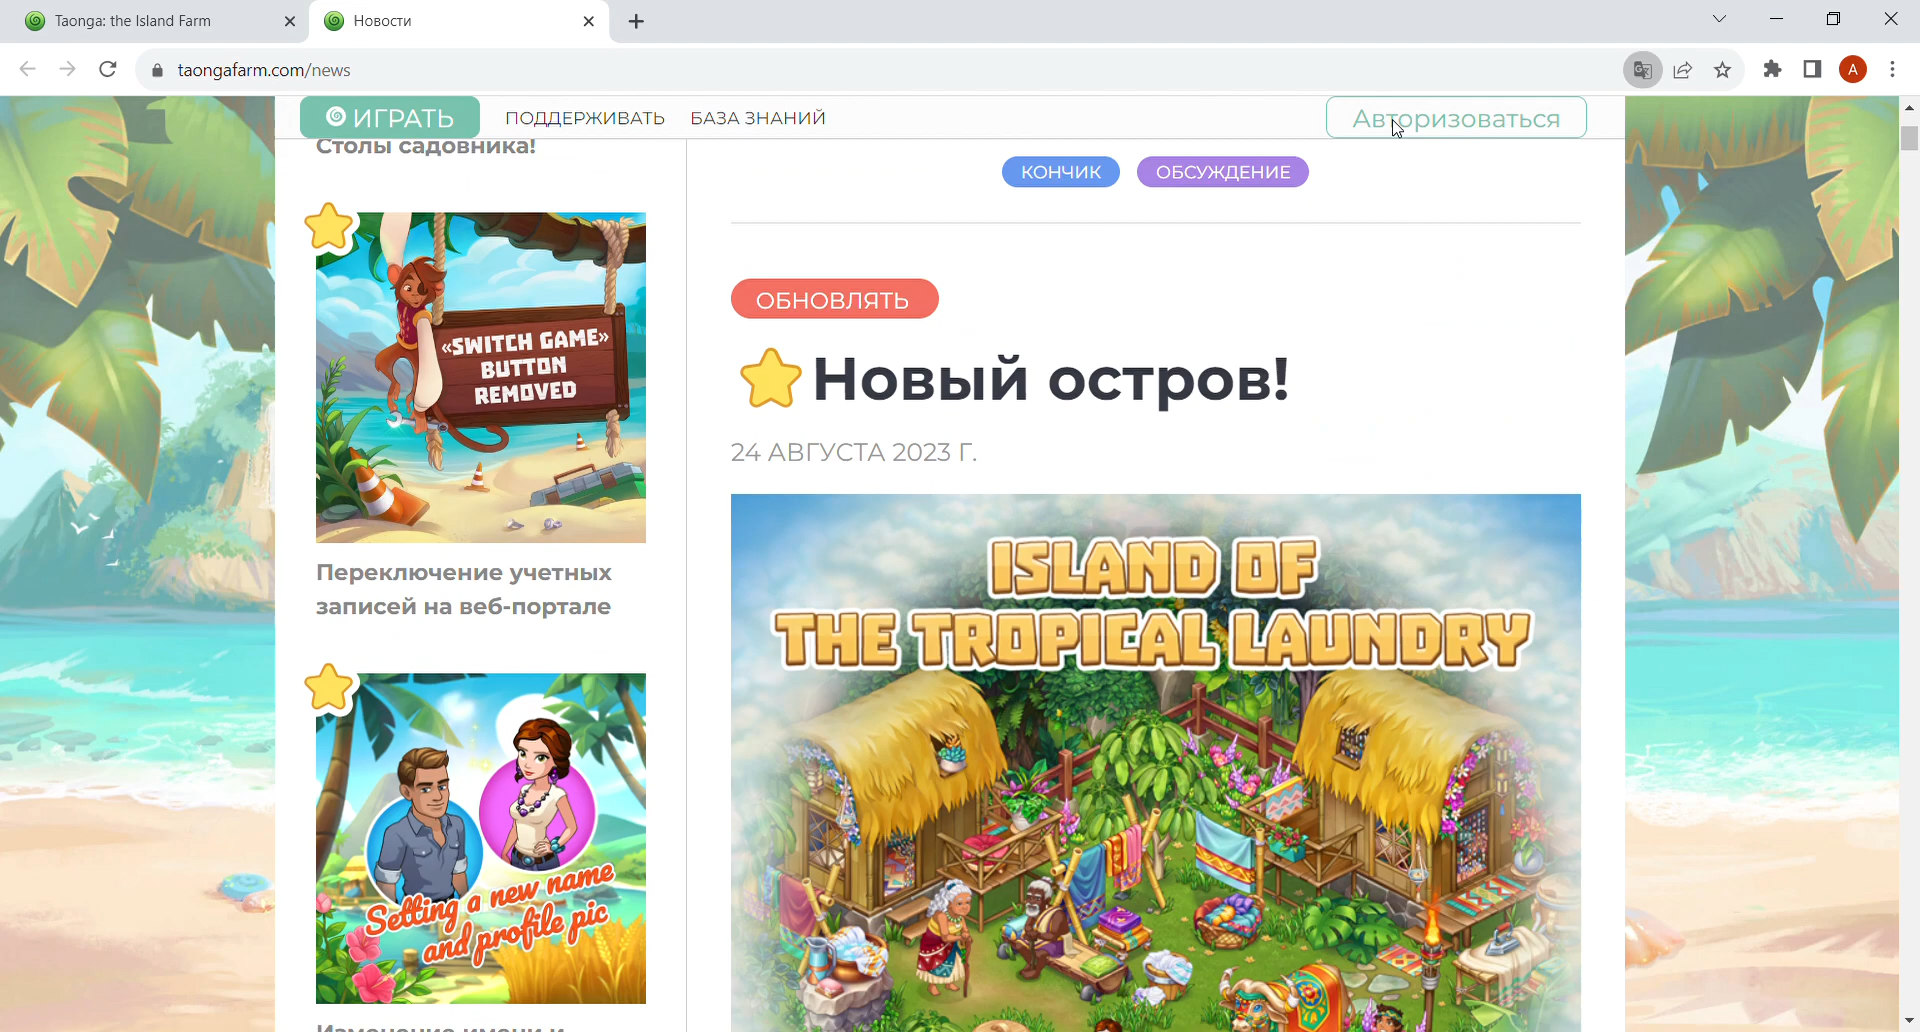 Taonga: the Island Farm
Новости
taongafarm.com/news
A
ИГРАТЬ
ПОДДЕРЖИВАТЬ
БАЗА ЗНАНИЙ
Авторизоваться
Столы садовника!
«SWITCH GAME»
BUTTON
REMOVED
Переключение учетных
записей на веб-портале
Setting a new name
and profile pic
Изменение имени и
КОНЧИК
ОБСУЖДЕНИЕ
ОБНОВЛЯТЬ
Новый остров!
24 АВГУСТА 2023 Г.
ISLAND OF
THE TROPICAL LAUNDRY